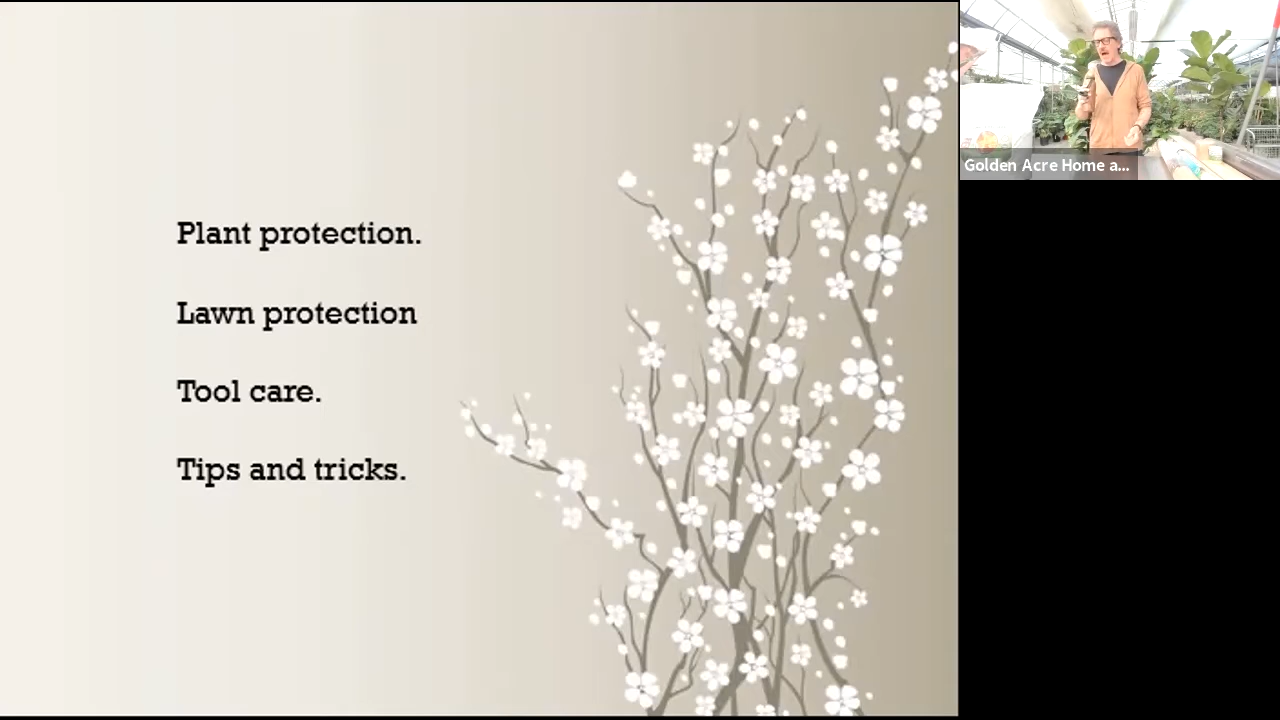 Plant protection.
Lawn protection
Tool care.
Tips and tricks.
Golden Acre Home a...